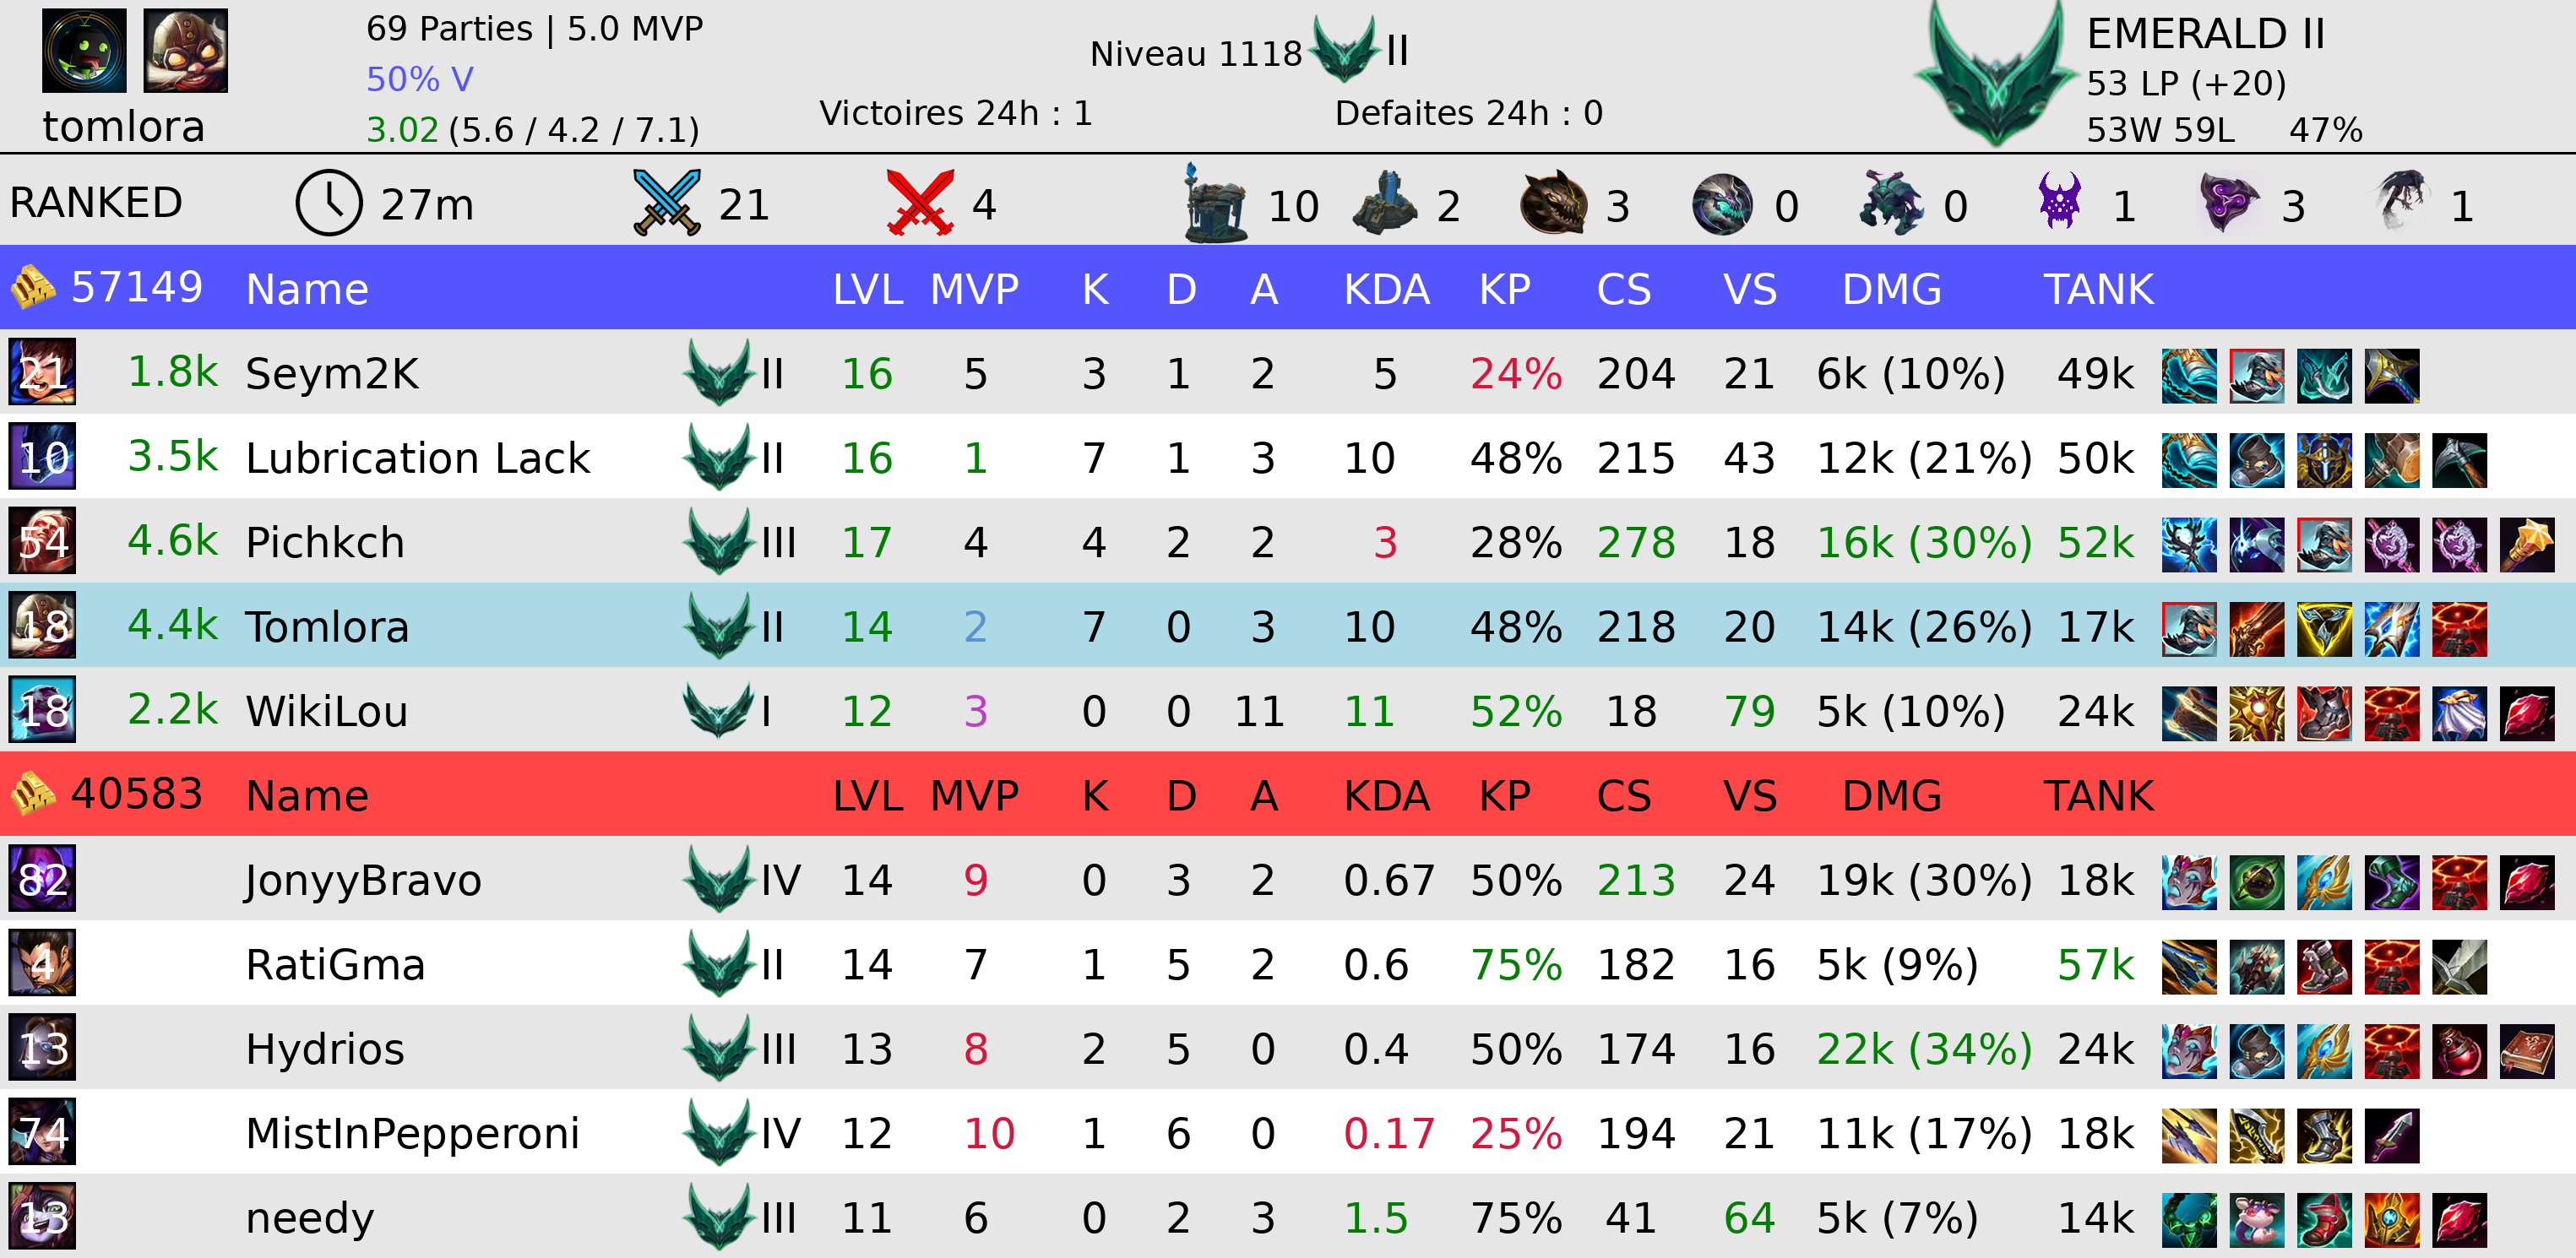 69 Parties | 5.0 MVP
50% V
tomlora
3.02 (5.6 / 4.2 / 7.1)
Niveau 1118 II
Victoires 24h : 1 Defaites 24h : 0
EMERALD II
53 LP (+20)
53W 59L 47%
RANKED 27m 21 4 10 2 3 0 0 1 3 1
57149 Name LVL MVP K D A KDA KP CS VS DMG TANK
21 1.8k Seym2K II 16 5 3 1 2 5 24% 204 21 6k (10%) 49k
10 3.5k Lubrication Lack II 16 1 7 1 3 10 48% 215 43 12k (21%) 50k
54 4.6k Pichkch III 17 4 4 2 2 3 28% 278 18 16k (30%) 52k
18 4.4k Tomlora II 14 2 7 0 3 10 48% 218 20 14k (26%) 17k
18 2.2k WikiLou I 12 3 0 0 11 11 52% 18 79 5k (10%) 24k
40583 Name LVL MVP K D A KDA KP CS VS DMG TANK
82 JonyyBravo IV 14 9 0 3 2 0.67 50% 213 24 19k (30%) 18k
4 RatiGma II 14 7 1 5 2 0.6 75% 182 16 5k (9%) 57k
13 Hydrios III 13 8 2 5 0 0.4 50% 174 16 22k (34%) 24k
74 MistInPepperoni IV 12 10 1 6 0 0.17 25% 194 21 11k (17%) 18k
13 needy III 11 6 0 2 3 1.5 75% 41 64 5k (7%) 14k